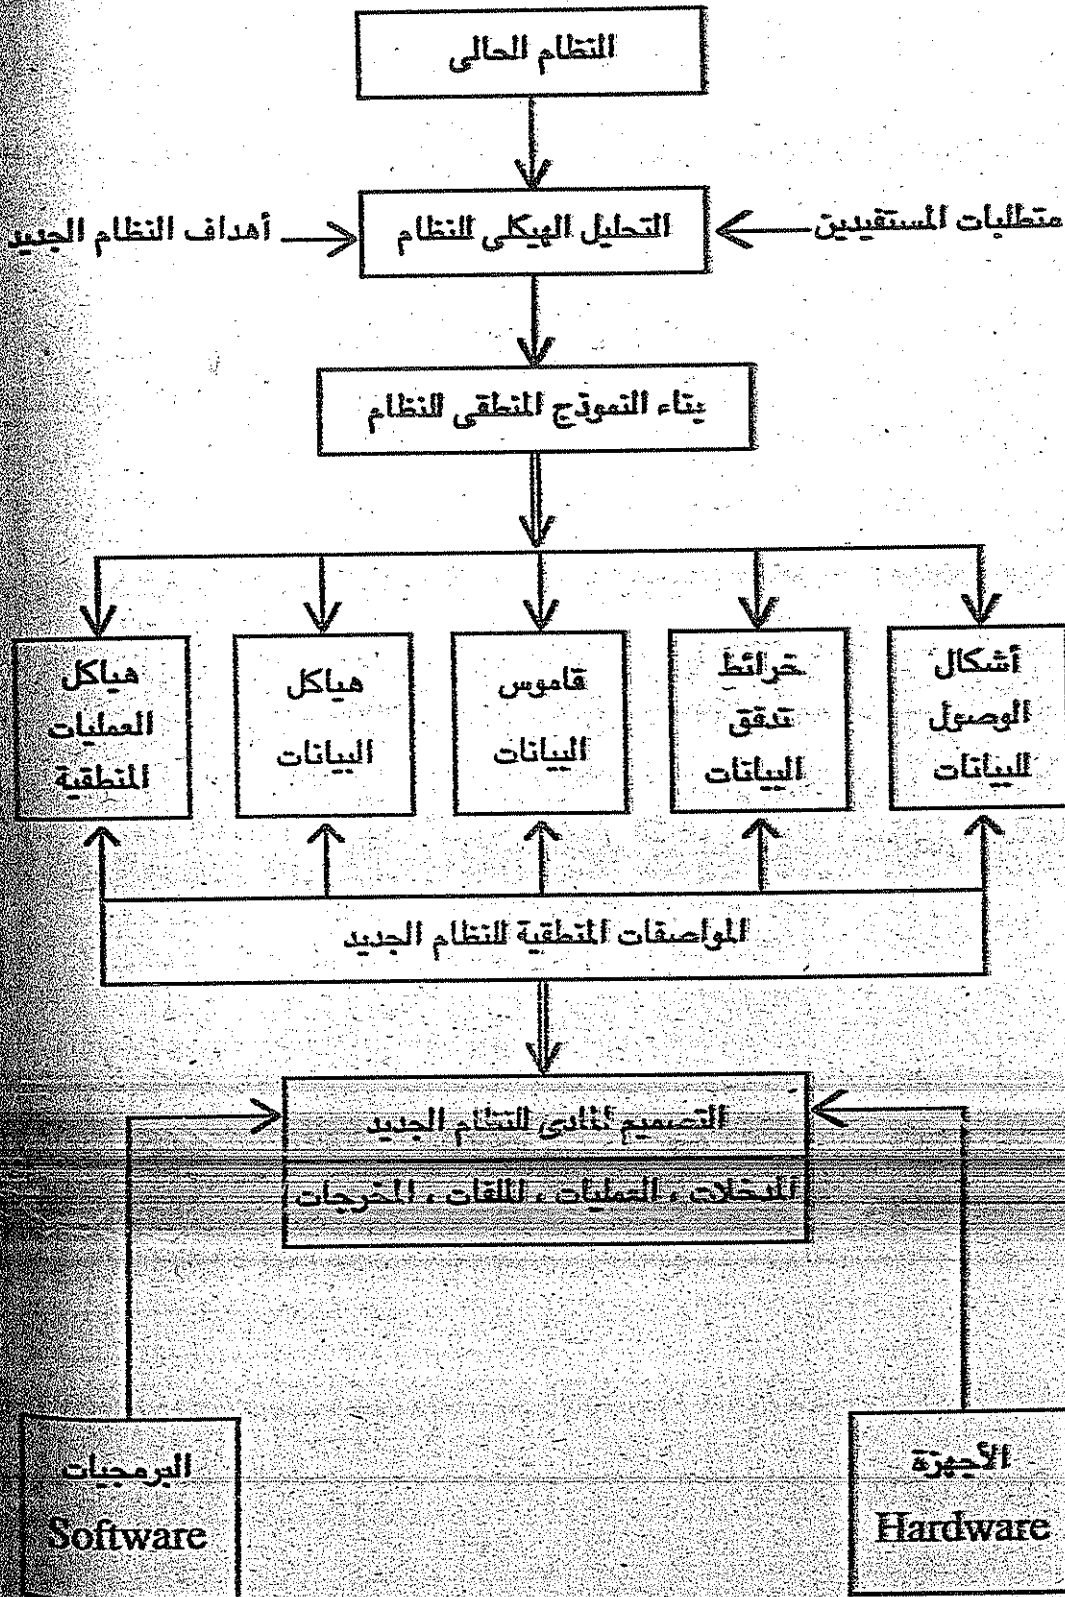 النظام الحالى
متطلبات المستفيدين
التحليل الهيكلى للنظام
أهداف النظام الجديد
بناء النموذج المنطقى للنظام
أشكال
الوصول
للبيانات
خرائط
تدفق
البيانات
قاموس
البيانات
هياكل
البيانات
هياكل
العمليات
المنطقية
المواصفات المنطقية للنظام الجديد
التصميم المادى للنظام الجديد
المدخلات ، العمليات ، الملفات ، المخرجات
الأجهزة
Hardware
البرمجيات
Software